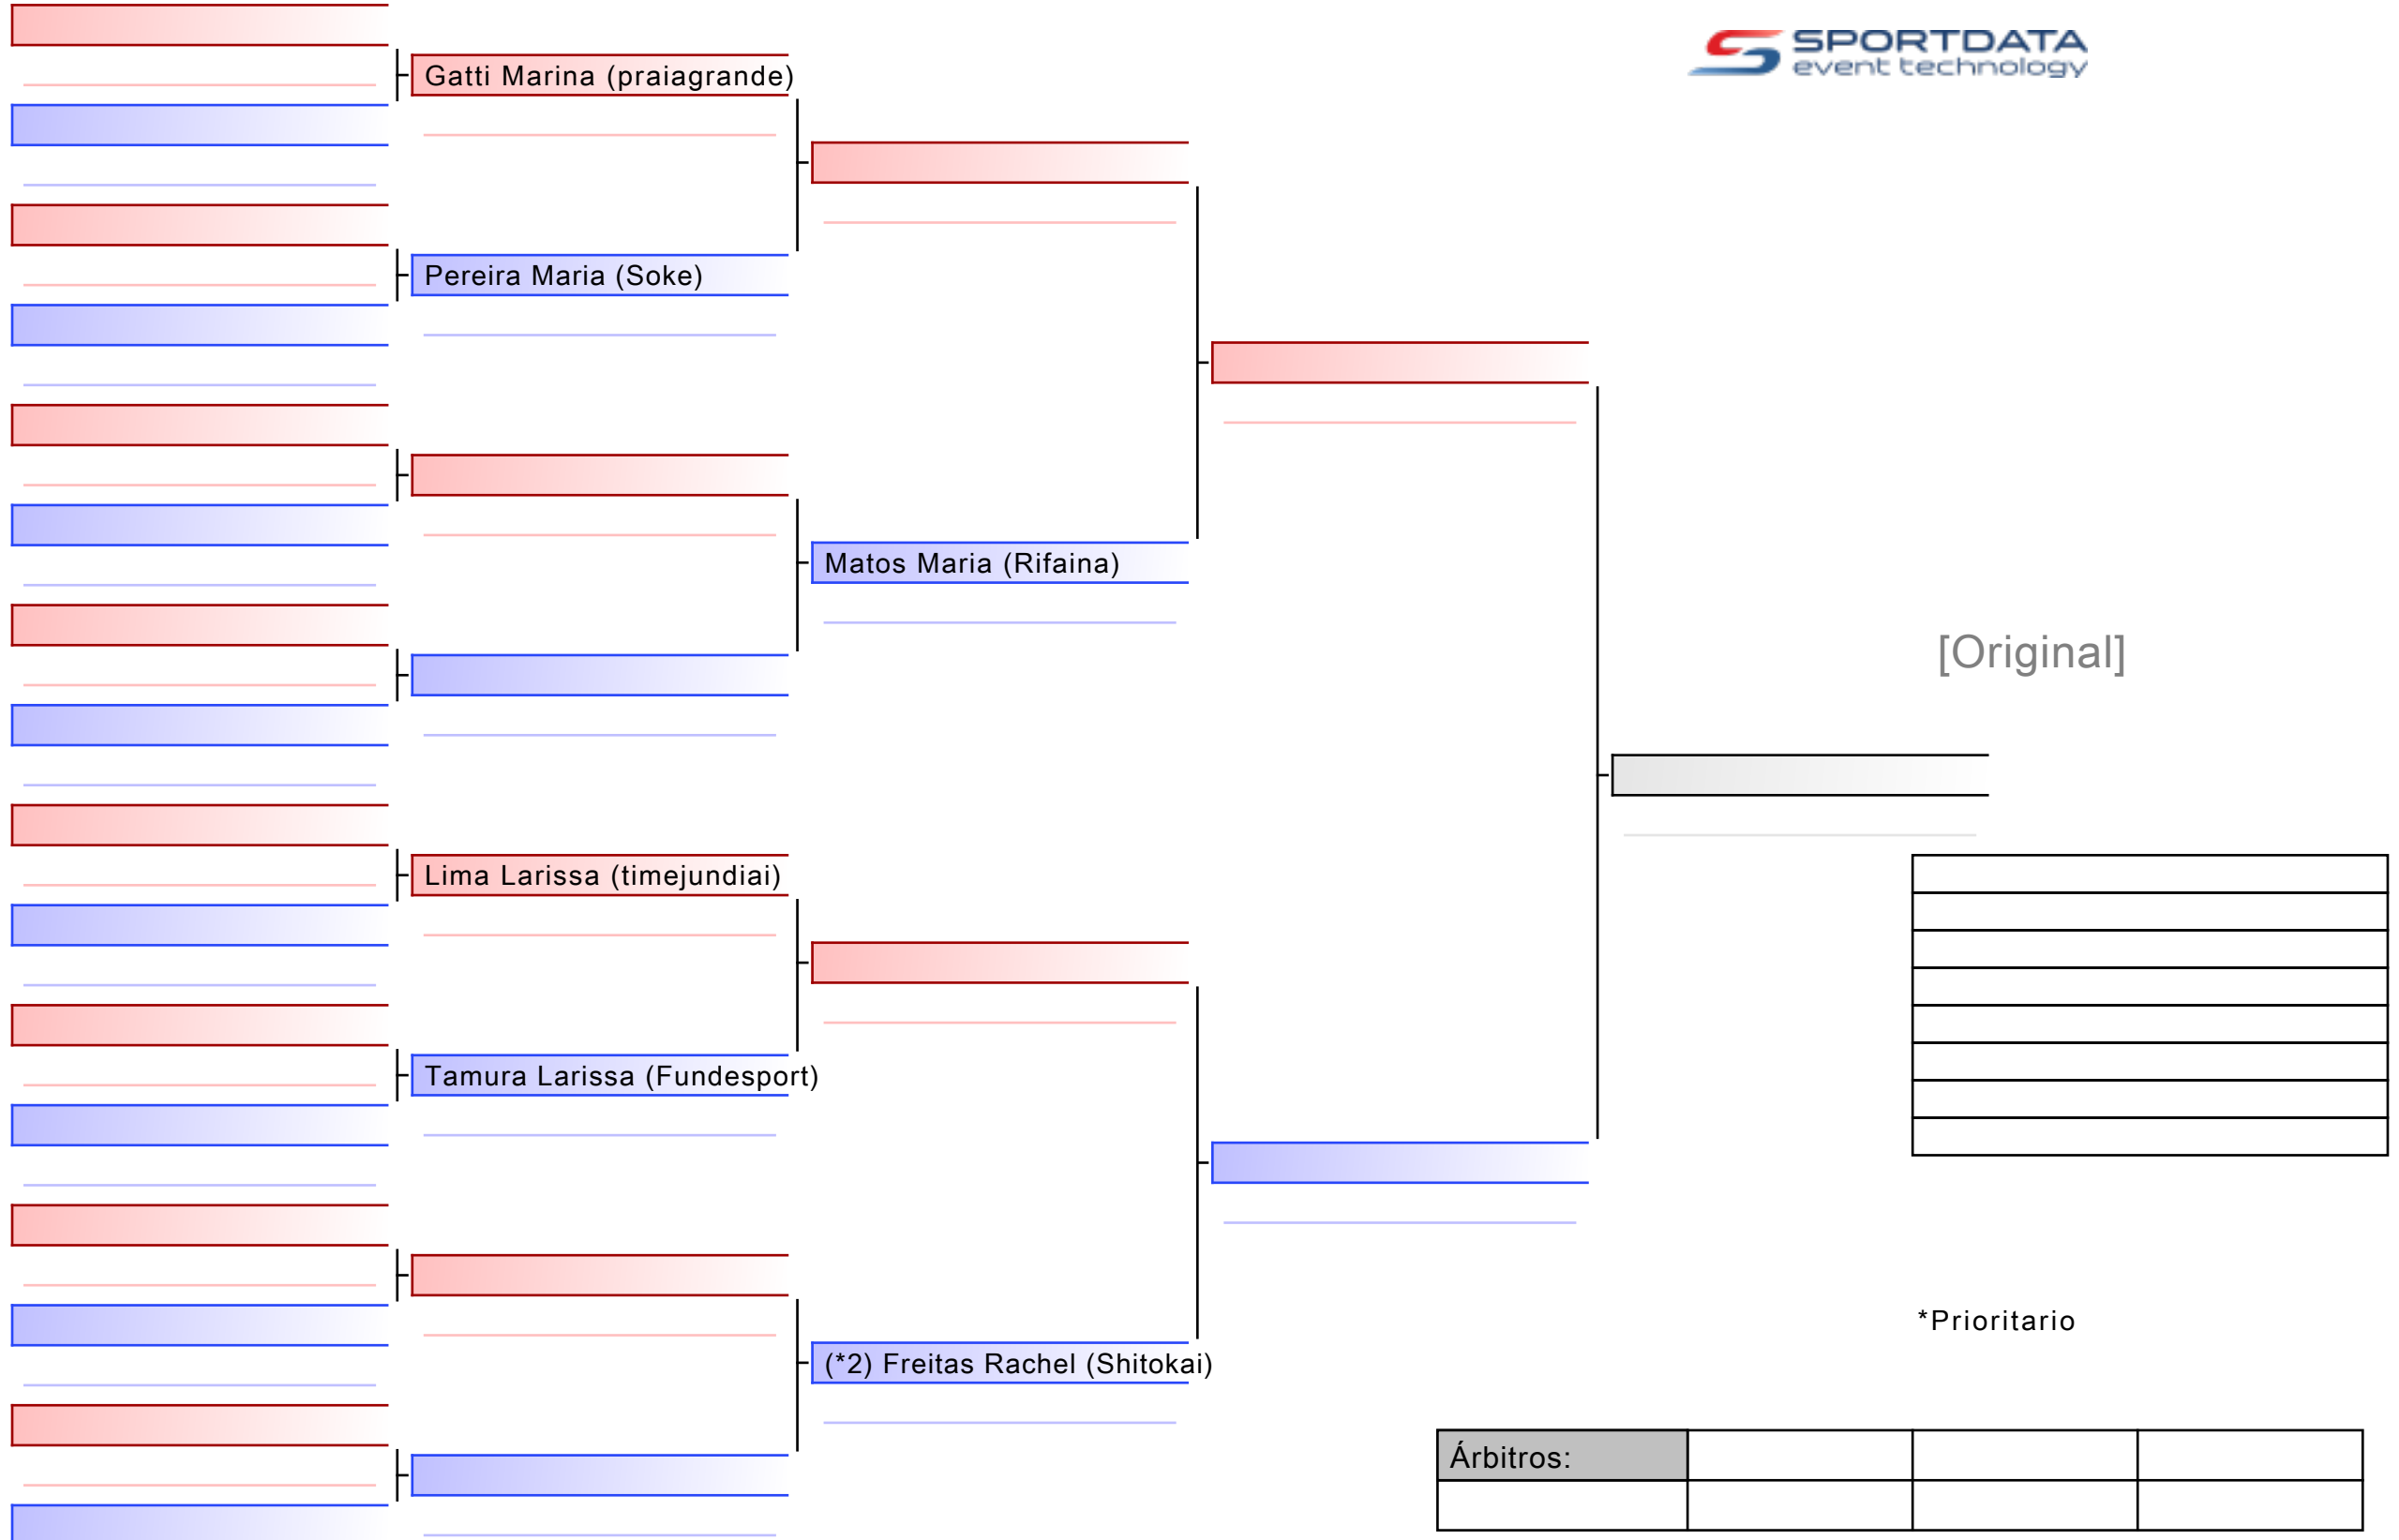 SPORTDATA
event technology
Gatti Marina (praiagrande)
Pereira Maria (Soke)
Matos Maria (Rifaina)
[Original]
Lima Larissa (timejundiai)
Tamura Larissa (Fundesport)
*Prioritario
(*2) Freitas Rachel (Shitokai)
Árbitros: